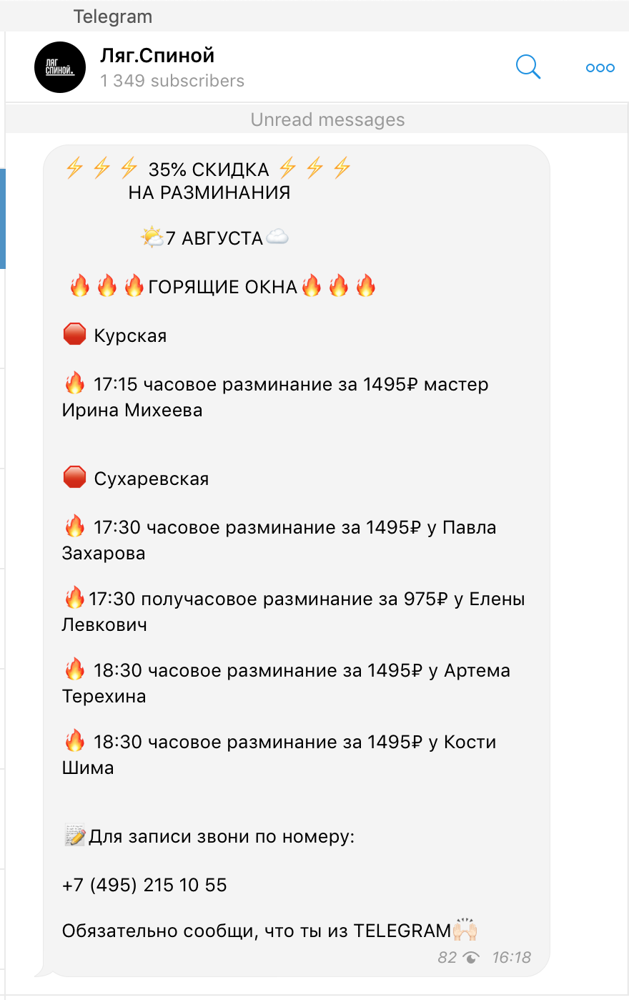 Telegram
ЛЯГ
СПИНОЙ.
Ляг.Спиной
1 349 subscribers
Unread messages
⚡ ⚡ ⚡ 35% СКИДКА ⚡ ⚡ ⚡
НА РАЗМИНАНИЯ
🌤7 АВГУСТА☁️
🔥 🔥 🔥ГОРЯЩИЕ ОКНА🔥 🔥 🔥
🛑 Курская
🔥 17:15 часовое разминание за 1495₽ мастер
Ирина Михеева
🛑 Сухаревская
🔥 17:30 часовое разминание за 1495₽ у Павла
Захарова
🔥17:30 получасовое разминание за 975₽ у Елены
Левкович
🔥 18:30 часовое разминание за 1495₽ у Артема
Терехина
🔥 18:30 часовое разминание за 1495₽ у Кости
Шима
📝Для записи звони по номеру:
+7 (495) 215 10 55
Обязательно сообщи, что ты из TELEGRAM🙌🏻
82 16:18